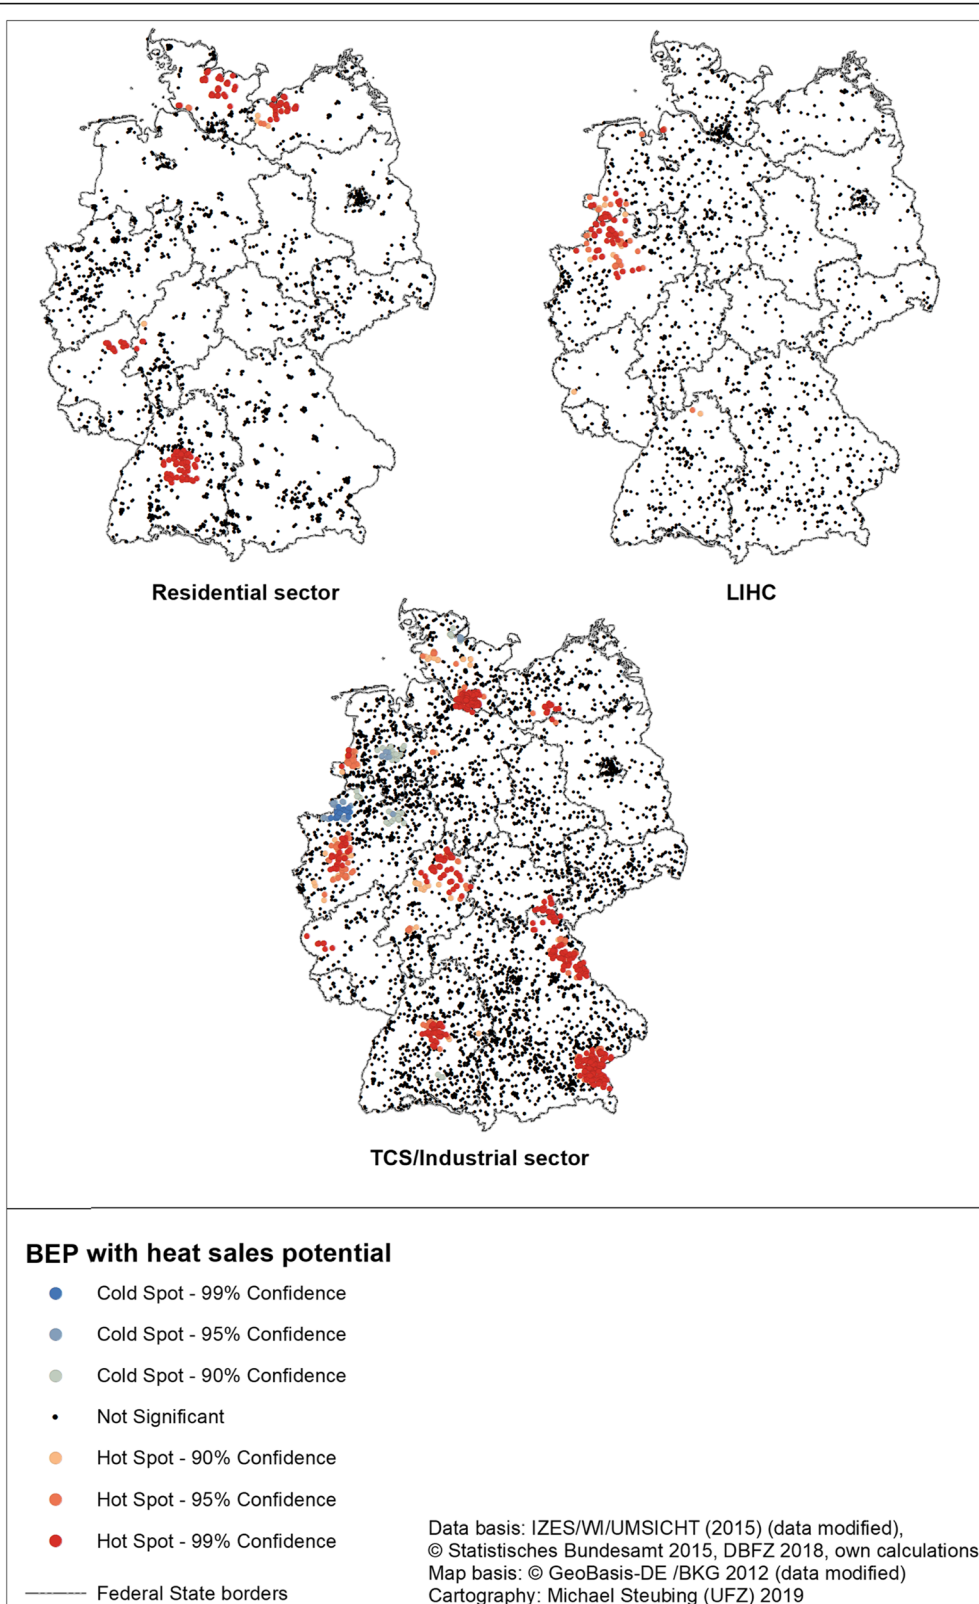 Residential sector
LIHC
TCS/Industrial sector
BEP with heat sales potential
Cold Spot - 99% Confidence
Cold Spot - 95% Confidence
Cold Spot - 90% Confidence
Not Significant
Hot Spot - 90% Confidence
Hot Spot - 95% Confidence
Hot Spot - 99% Confidence
Federal State borders
Data basis: IZES/WI/UMSICHT (2015) (data modified),
© Statistisches Bundesamt 2015, DBFZ 2018, own calculations
Map basis: © GeoBasis-DE /BKG 2012 (data modified)
Cartography: Michael Steubing (UFZ) 2019